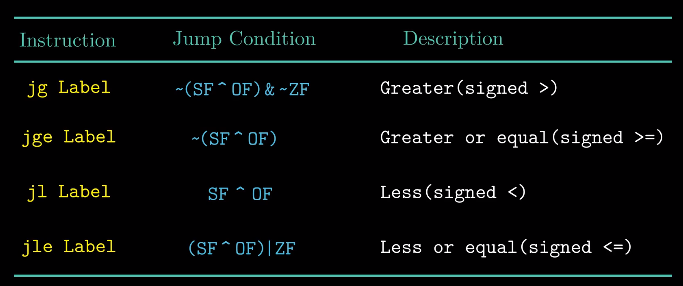 Instruction Jump Condition Description
jg Label ~(SF^OF)&~ZF Greater(signed >)
jge Label ~(SF^OF) Greater or equal(signed >=)
jl Label SF ^ OF Less(signed <)
jle Label (SF^OF)|ZF Less or equal(signed <=)